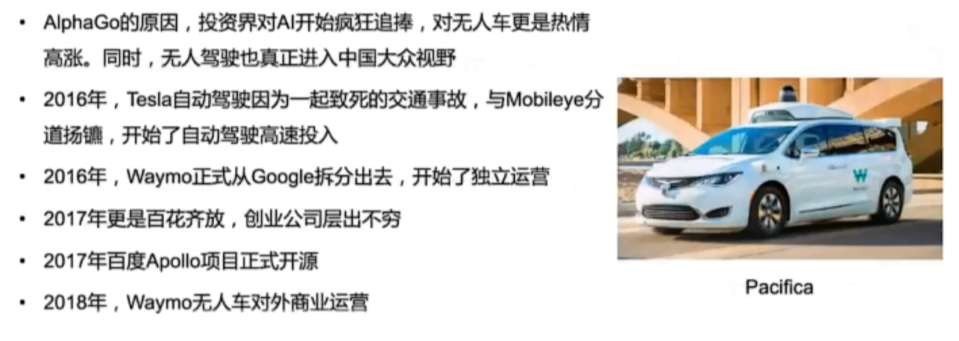 • AlphaGo的原因，投资界对AI开始疯狂追捧，对无人车更是热情
高涨。同时，无人驾驶也真正进入中国大众视野
• 2016年，Tesla自动驾驶因为一起致死的交通事故，与Mobileye分
道扬镳，开始了自动驾驶高速投入
• 2016年，Waymo正式从Google拆分出去，开始了独立运营
• 2017年更是百花齐放，创业公司层出不穷
• 2017年百度Apollo项目正式开源
• 2018年，Waymo无人车对外商业运营
Pacifica